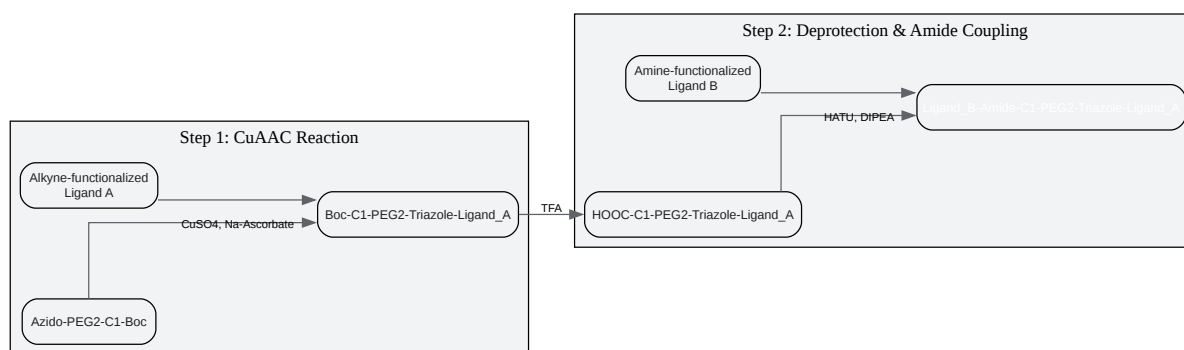 Step 1: CuAAC Reaction
Alkyne-functionalized
Ligand A
CuSO4, Na-Ascorbate
Boc-C1-PEG2-Triazole-Ligand_A
Azido-PEG2-C1-Boc
TFA
Step 2: Deprotection & Amide Coupling
Amine-functionalized
Ligand B
Ligand_B-Amide-C1-PEG2-Triazole-Ligand_A
HATU, DIPEA
HOOC-C1-PEG2-Triazole-Ligand_A